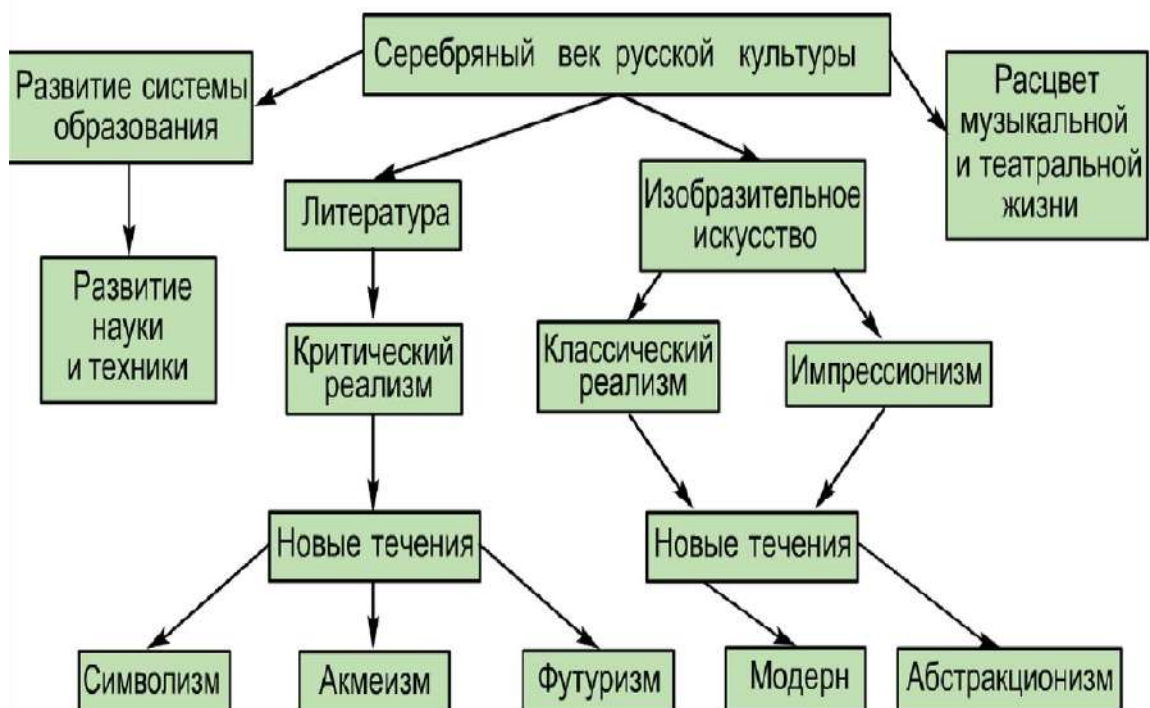 Серебряный век русской культуры
Развитие системы
образования
Расцвет
музыкальной
и театральной
жизни
Литература
Изобразительное
искусство
Развитие
науки
и техники
Критический
реализм
Классический
реализм
Импрессионизм
Новые течения
Новые течения
Символизм
Акмеизм
Футуризм
Модерн
Абстракционизм